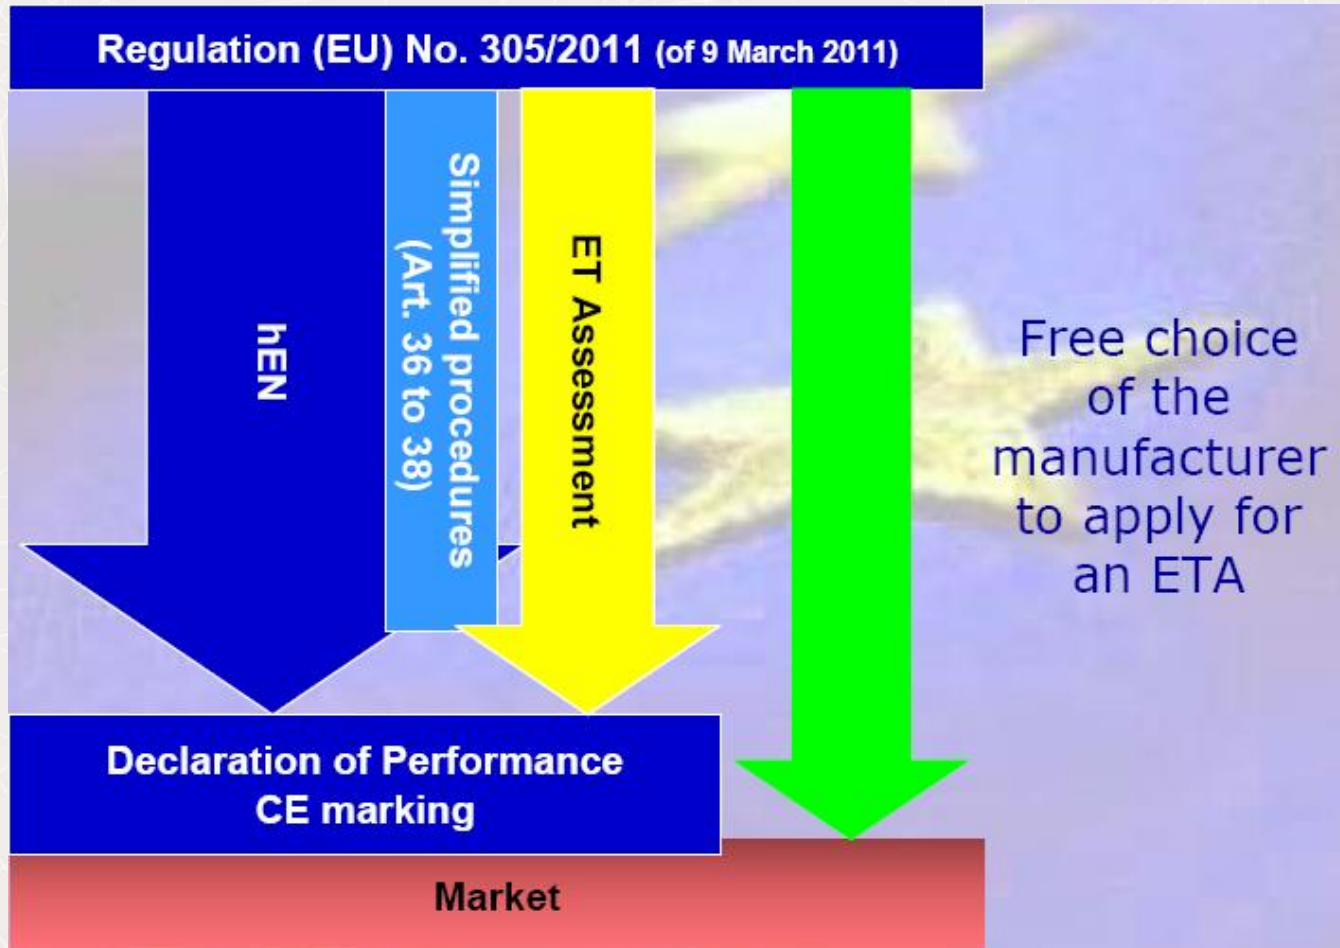 Regulation (EU) No. 305/2011 (of 9 March 2011)
hEN
Simplified procedures
(Art. 36 to 38)
ET Assessment
Free choice
of the
manufacturer
to apply for
an ETA
Declaration of Performance
CE marking
Market